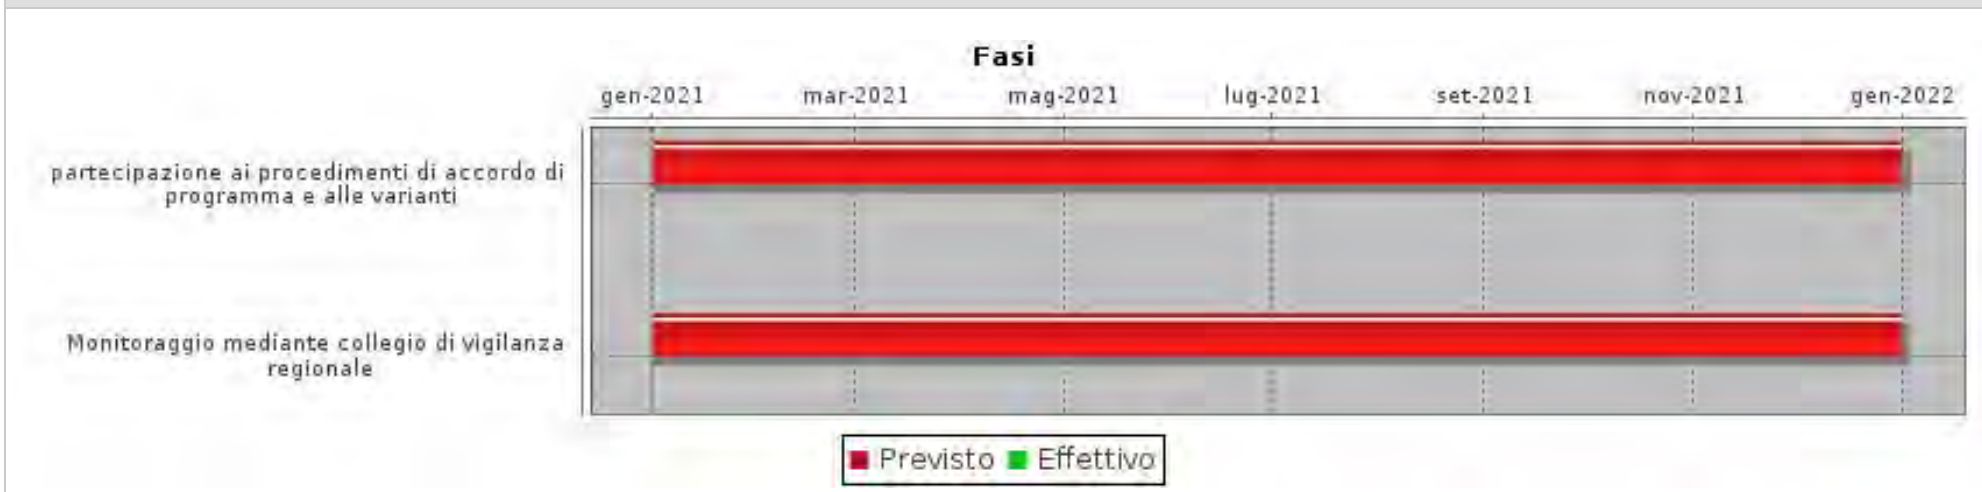 Fasi
gen-2021 mar-2021 mag-2021 lug-2021 set-2021 nov-2021 gen-2022
partecipazione ai procedimenti di accordo di
programma e alle varianti
Monitoraggio mediante collegio di vigilanza
regionale
Previsto Effettivo